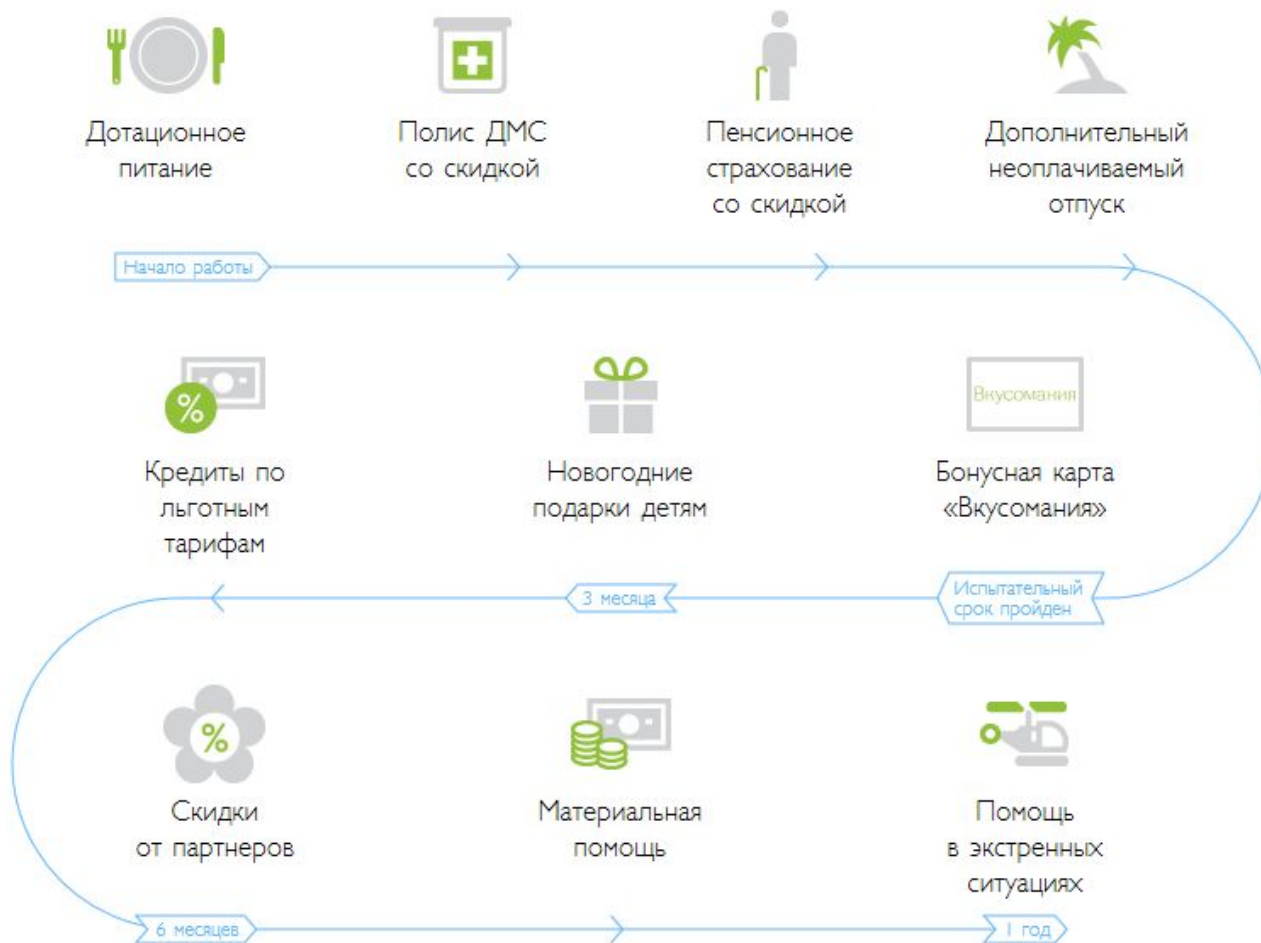 Дотационное
питание
Полис ДМС
со скидкой
Пенсионное
страхование
со скидкой
Дополнительный
неоплачиваемый
отпуск
Начало работы
Вкусомания
Кредиты по
льготным
тарифам
Новогодние
подарки детям
Бонусная карта
«Вкусомания»
3 месяца
Испытательный
срок пройден
%
%
Скидки
от партнеров
Материальная
помощь
Помощь
в экстренных
ситуациях
6 месяцев
1 год